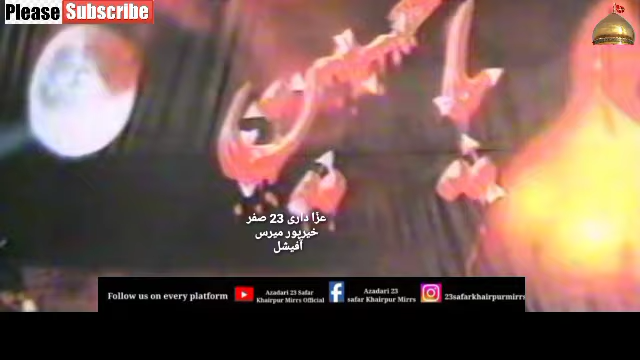 Please Subscribe
عزّا داری 23 صفر
خیرپور میرس
آفیشل
Follow us on every platform
Azadari 23 Safar
Khairpur Mirrs Official
Azadari 23
safar Khairpur Mirrs
23safarkhairpurmirrs